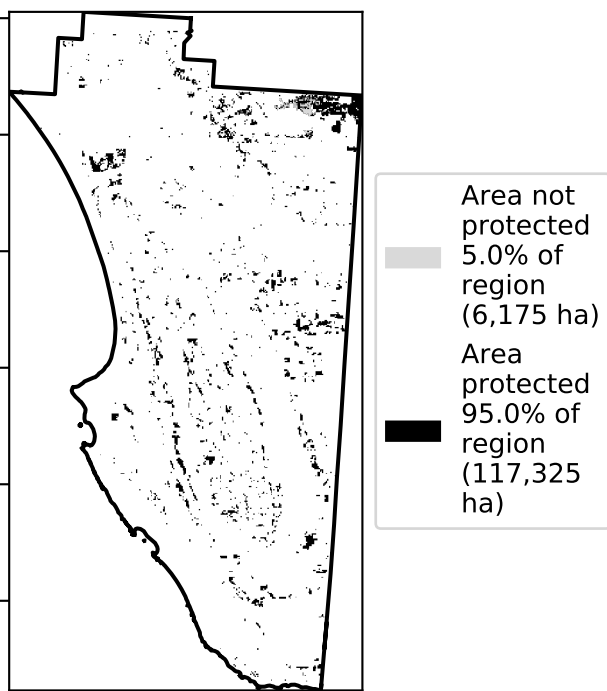 Area not
protected
5.0% of
region
(6,175 ha)
Area
protected
95.0% of
region
(117,325
ha)